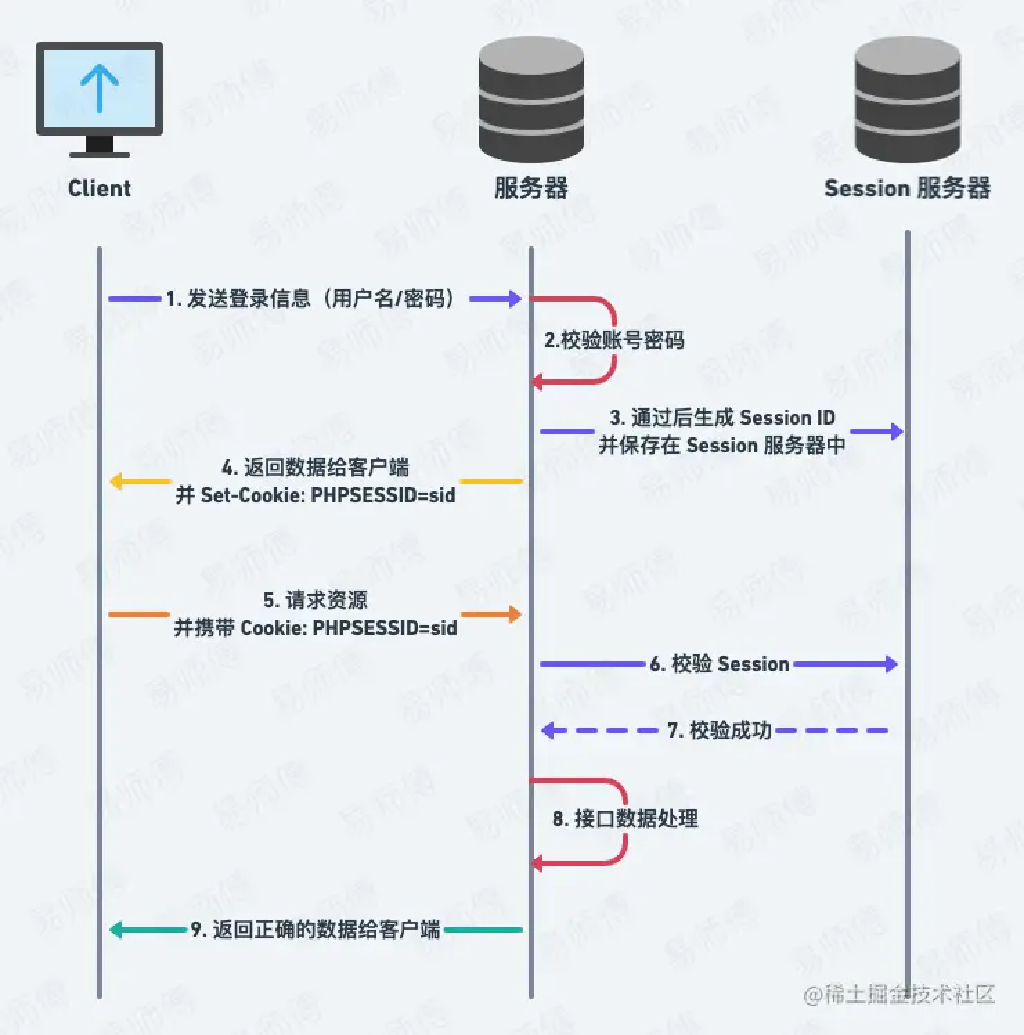 Client
服务器
Session 服务器
1. 发送登录信息（用户名/密码）
2.校验账号密码
3. 通过后生成 Session ID
并保存在 Session 服务器中
4. 返回数据给客户端
并 Set-Cookie: PHPSESSID=sid
5. 请求资源
并携带 Cookie: PHPSESSID=sid
6. 校验 Session
7. 校验成功
8. 接口数据处理
9. 返回正确的数据给客户端
@稀土掘金技术社区
易师傅